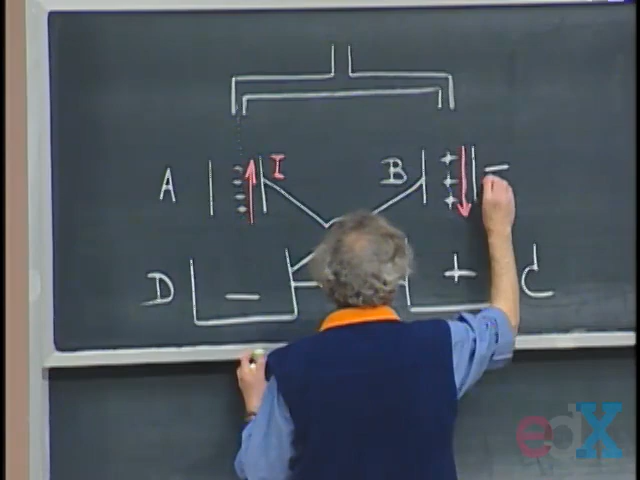 A I B + -
-
-
-
+
+
D - + C
edX